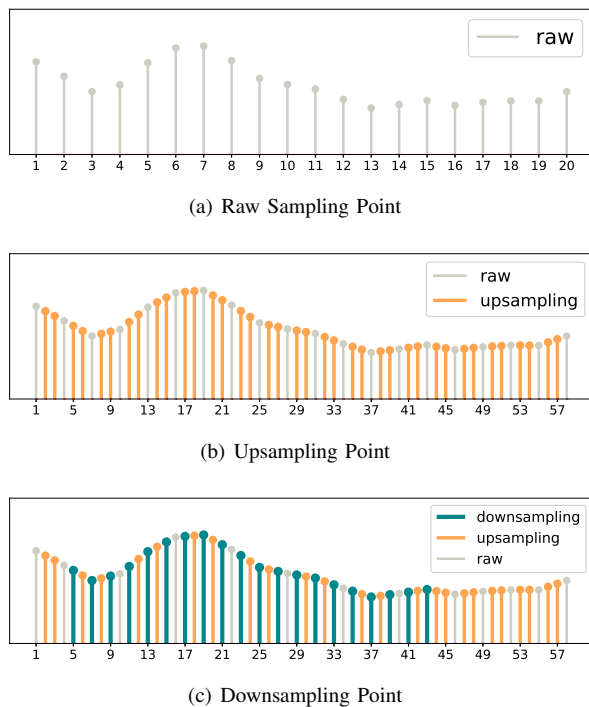 raw
1 2 3 4 5 6 7 8 9 10 11 12 13 14 15 16 17 18 19 20
(a) Raw Sampling Point
raw
upsampling
1 5 9 13 17 21 25 29 33 37 41 45 49 53 57
(b) Upsampling Point
downsampling
upsampling
raw
1 5 9 13 17 21 25 29 33 37 41 45 49 53 57
(c) Downsampling Point